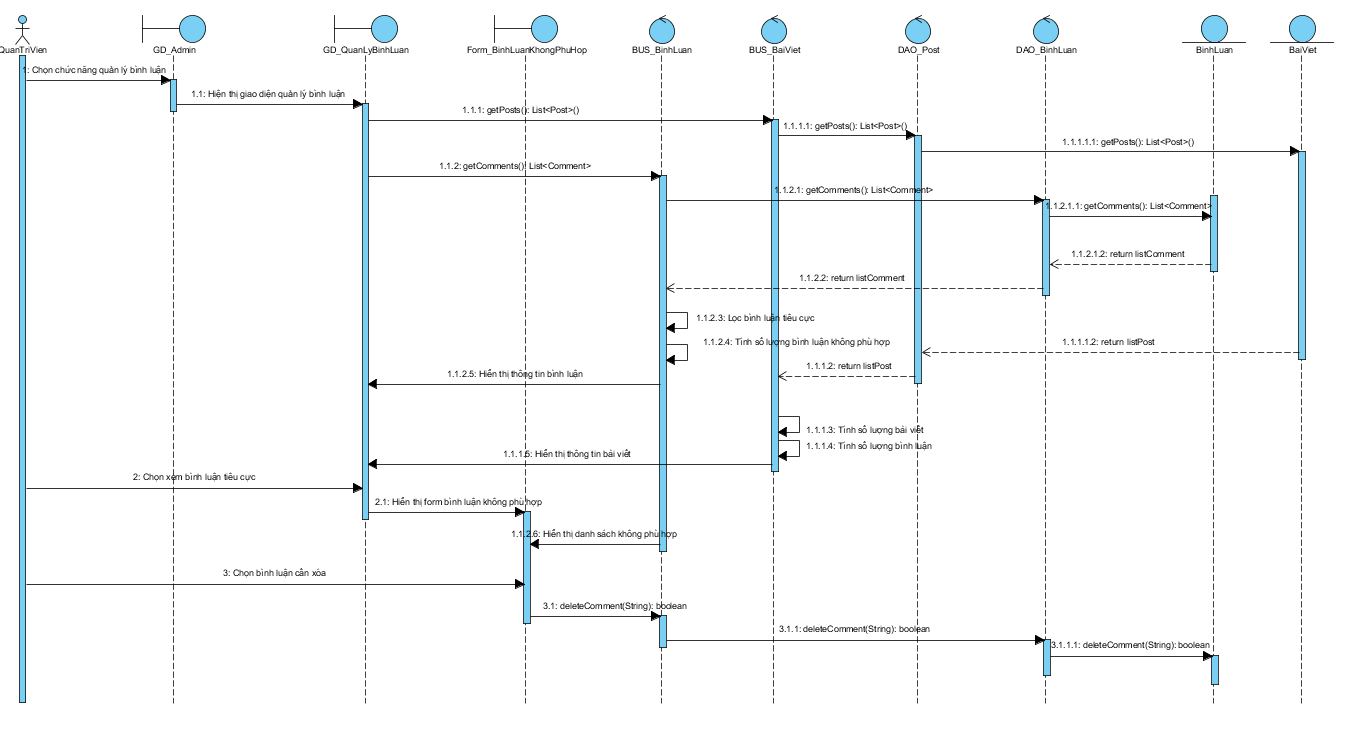 QuanTriVien
GD_Admin
GD_QuanLyBinhLuan
Form_BinhLuanKhongPhuHop
BUS_BinhLuan
BUS_BaiViet
DAO_Post
DAO_BinhLuan
BinhLuan
BaiViet
1: Chọn chức năng quản lý bình luận
1.1: Hiện thị giao diện quản lý bình luận
1.1.1: getPosts(): List<Post>()
1.1.1.1: getPosts(): List<Post>()
1.1.1.1.1: getPosts(): List<Post>()
1.1.2: getComments(): List<Comment>
1.1.2.1: getComments(): List<Comment>
1.1.2.1.1: getComments(): List<Comment>
1.1.2.1.2: return listComment
1.1.2.2: return listComment
1.1.2.3: Lọc bình luận tiêu cực
1.1.2.4: Tính số lượng bình luận không phù hợp
1.1.1.1.2: return listPost
1.1.1.2: return listPost
1.1.2.5: Hiển thị thông tin bình luận
1.1.1.3: Tính số lượng bài viết
1.1.1.4: Tính số lượng bình luận
1.1.1.5: Hiển thị thông tin bài viết
2: Chọn xem bình luận tiêu cực
2.1: Hiển thị form bình luận không phù hợp
1.1.2.6: Hiển thị danh sách không phù hợp
3: Chọn bình luận cần xóa
3.1: deleteComment(String): boolean
3.1.1: deleteComment(String): boolean
3.1.1.1: deleteComment(String): boolean